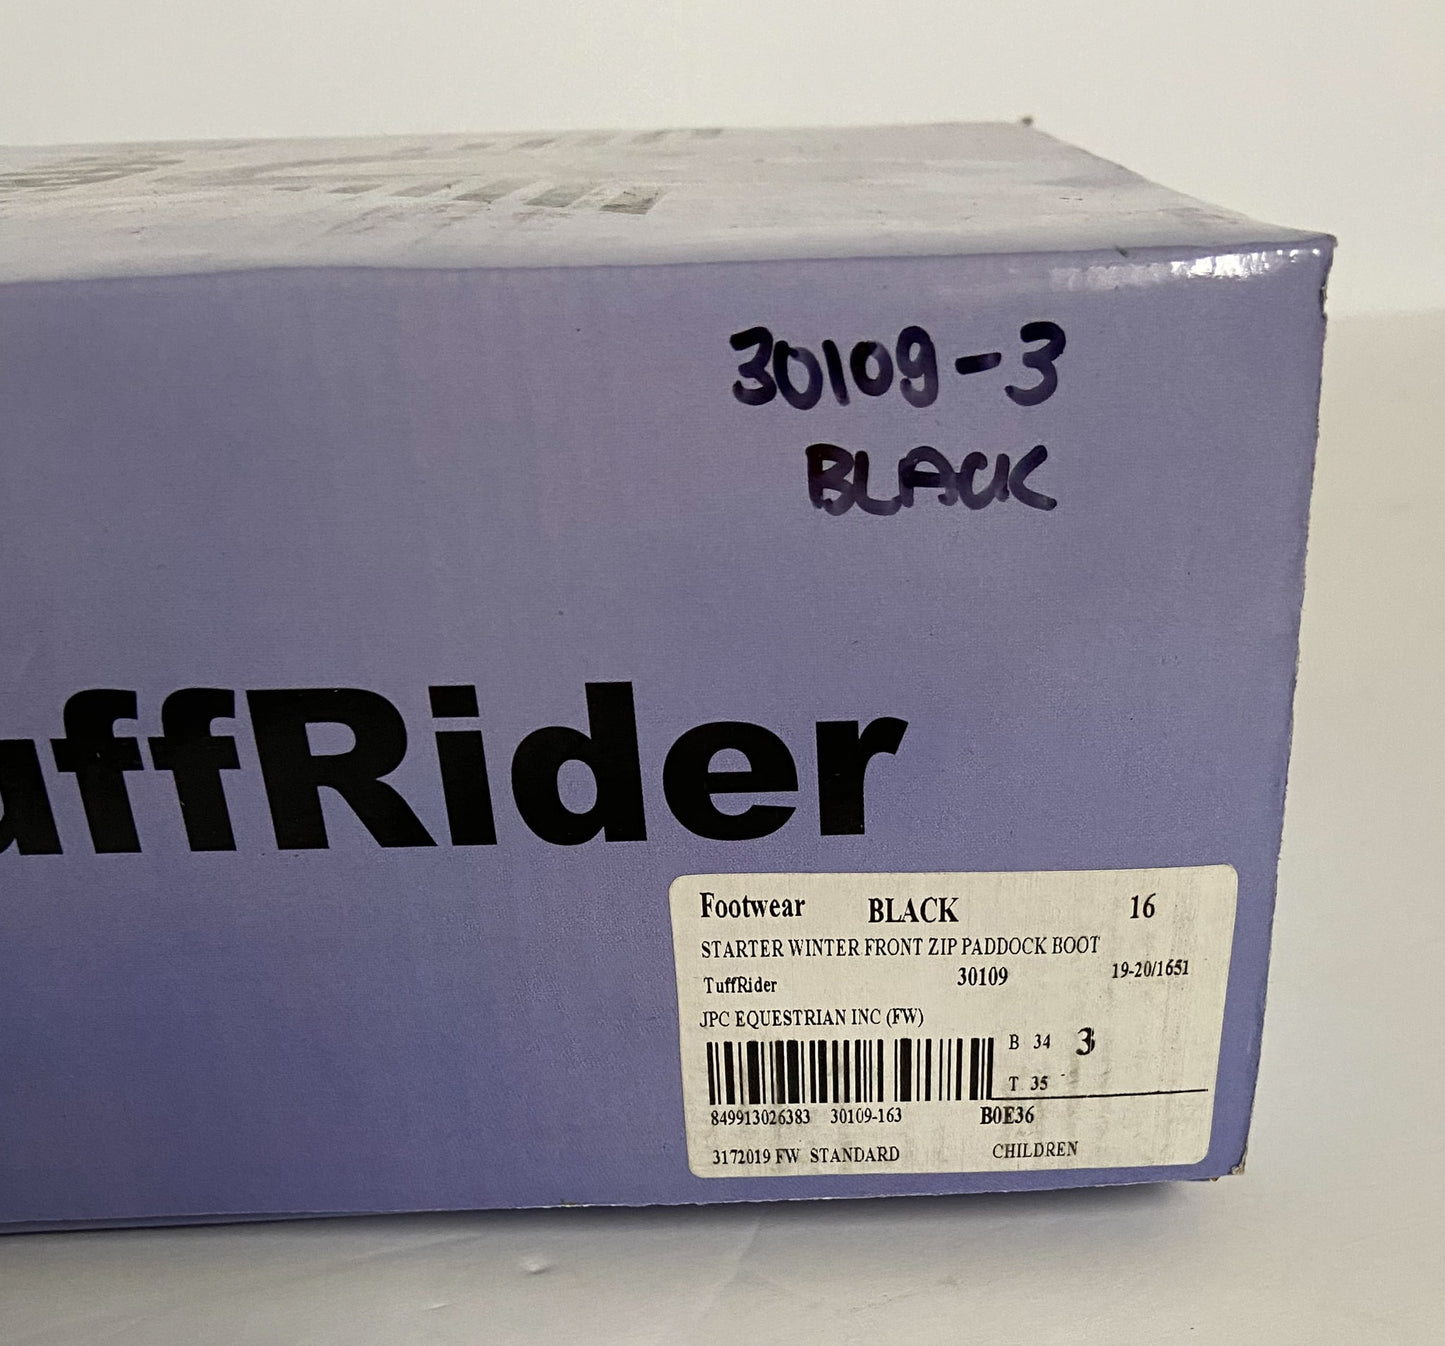 30109-3
BLACK
uffRider
Footwear BLACK 16
STARTER WINTER FRONT ZIP PADDOCK BOOT
TuffRider 30109 19-20/1651
JPC EQUESTRIAN INC (FW)
B 34 3
T 35
849913026383 30109-163 B0E36
3172019 FW STANDARD CHILDREN